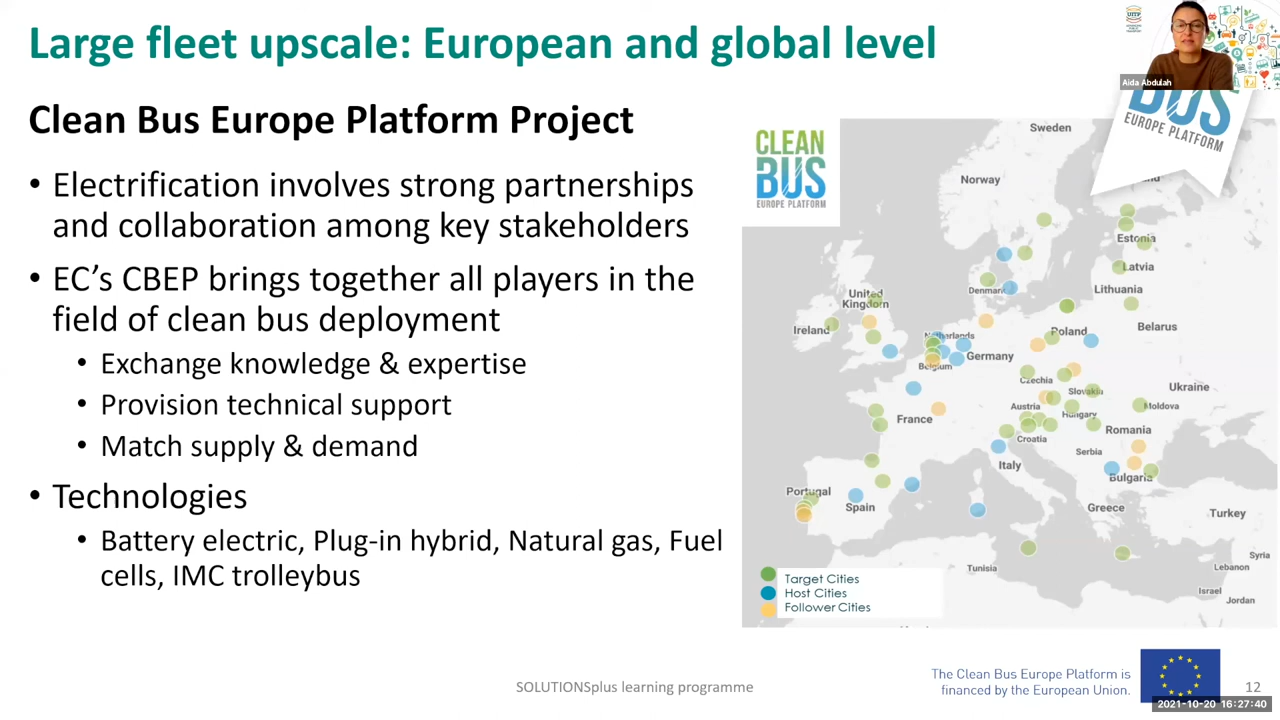 Large fleet upscale: European and global level
UITP
Aida Abdulah
Clean Bus Europe Platform Project
• Electrification involves strong partnerships
and collaboration among key stakeholders
• EC’s CBEP brings together all players in the
field of clean bus deployment
• Exchange knowledge & expertise
• Provision technical support
• Match supply & demand
• Technologies
• Battery electric, Plug-in hybrid, Natural gas, Fuel
cells, IMC trolleybus
CLEAN
BUS
EUROPE PLATFORM
BUS
EUROPE PLATFORM
Sweden
Norway
Estonia
Latvia
Denmark
Lithuania
United
Kingdom
Ireland
Belarus
Netherlands
Poland
Germany
Belgium
Czechia
Ukraine
Slovakia
Austria
Hungary
Moldova
France
Romania
Croatia
Serbia
Italy
Bulgaria
Portugal
Spain
Greece
Turkey
Tunisia
Syria
Lebanon
Israel
Jordan
Target Cities
Host Cities
Follower Cities
The Clean Bus Europe Platform is
financed by the European Union.
SOLUTIONSplus learning programme
12
2021-10-20 16:27:40